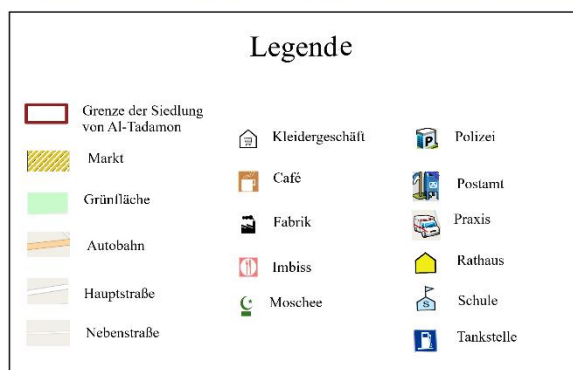 Legende
Grenze der Siedlung
von Al-Tadamon
Markt
Grünfläche
Autobahn
Hauptstraße
Nebenstraße
Kleidergeschäft
Café
Fabrik
Imbiss
Moschee
P
Polizei
Postamt
Praxis
Rathaus
S
Schule
Tankstelle